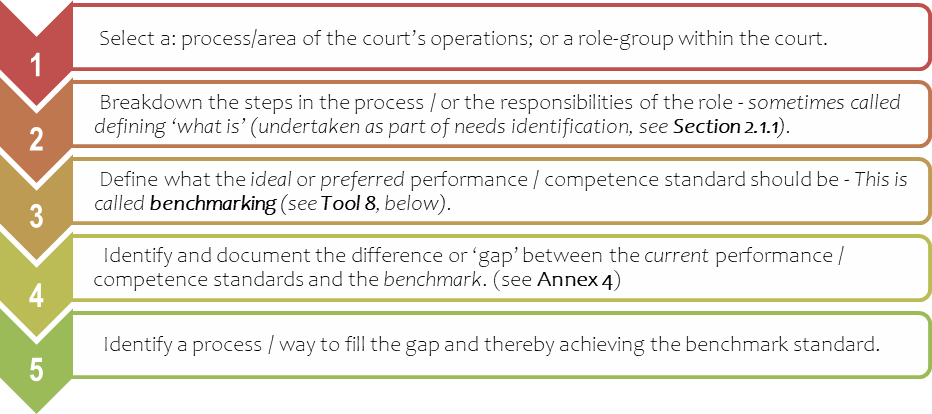 1
Select a: process/area of the court's operations; or a role-group within the court.
2
Breakdown the steps in the process / or the responsibilities of the role - sometimes called
defining 'what is' (undertaken as part of needs identification, see Section 2.1.1).
3
Define what the ideal or preferred performance / competence standard should be - This is
called benchmarking (see Tool 8, below).
4
Identify and document the difference or 'gap' between the current performance /
competence standards and the benchmark. (see Annex 4)
5
Identify a process / way to fill the gap and thereby achieving the benchmark standard.